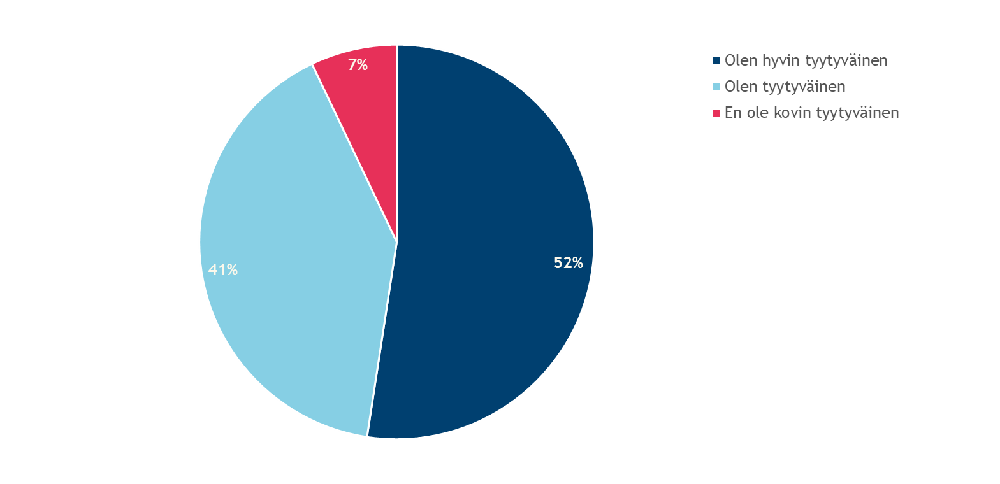 7%
41%
52%
Olen hyvin tyytyväinen
Olen tyytyväinen
En ole kovin tyytyväinen